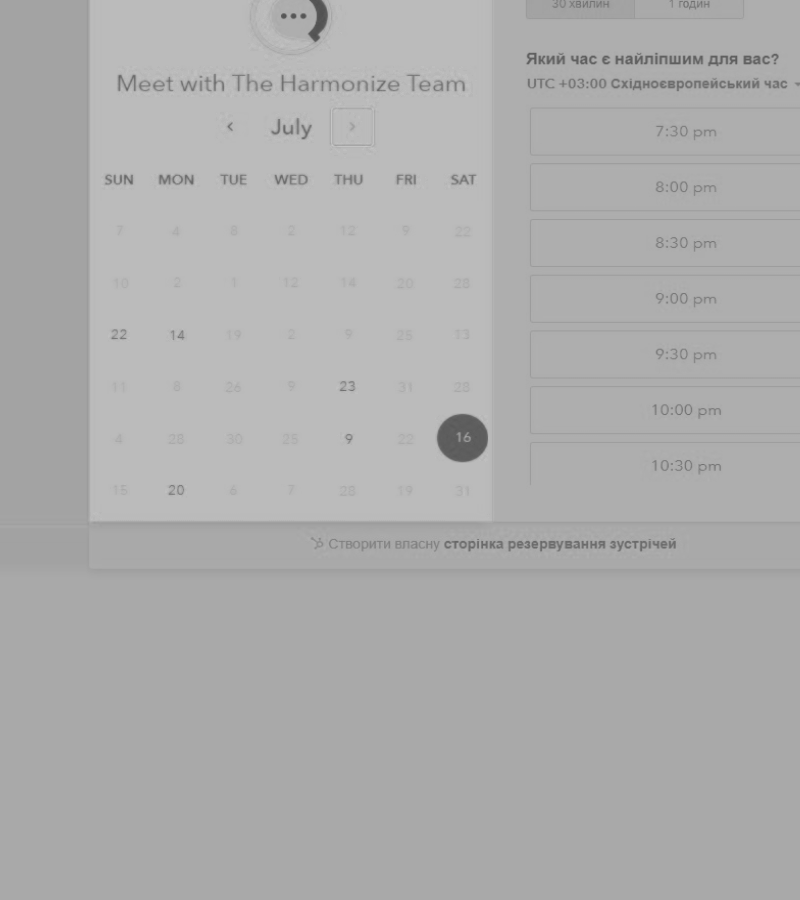 Meet with The Harmonize Team
July
SUN MON TUE WED THU FRI SAT
7 4 8 2 12 9 22
10 2 1 12 14 20 28
22 14 19 2 9 25 13
11 8 26 9 23 31 28
4 28 30 25 9 22 16
15 20 6 7 28 19 31
30 хвилин 1 годин
Який час є найліпшим для вас?
UTC +03:00 Східноєвропейський час
7:30 pm
8:00 pm
8:30 pm
9:00 pm
9:30 pm
10:00 pm
10:30 pm
Створити власну сторінка резервування зустрічей